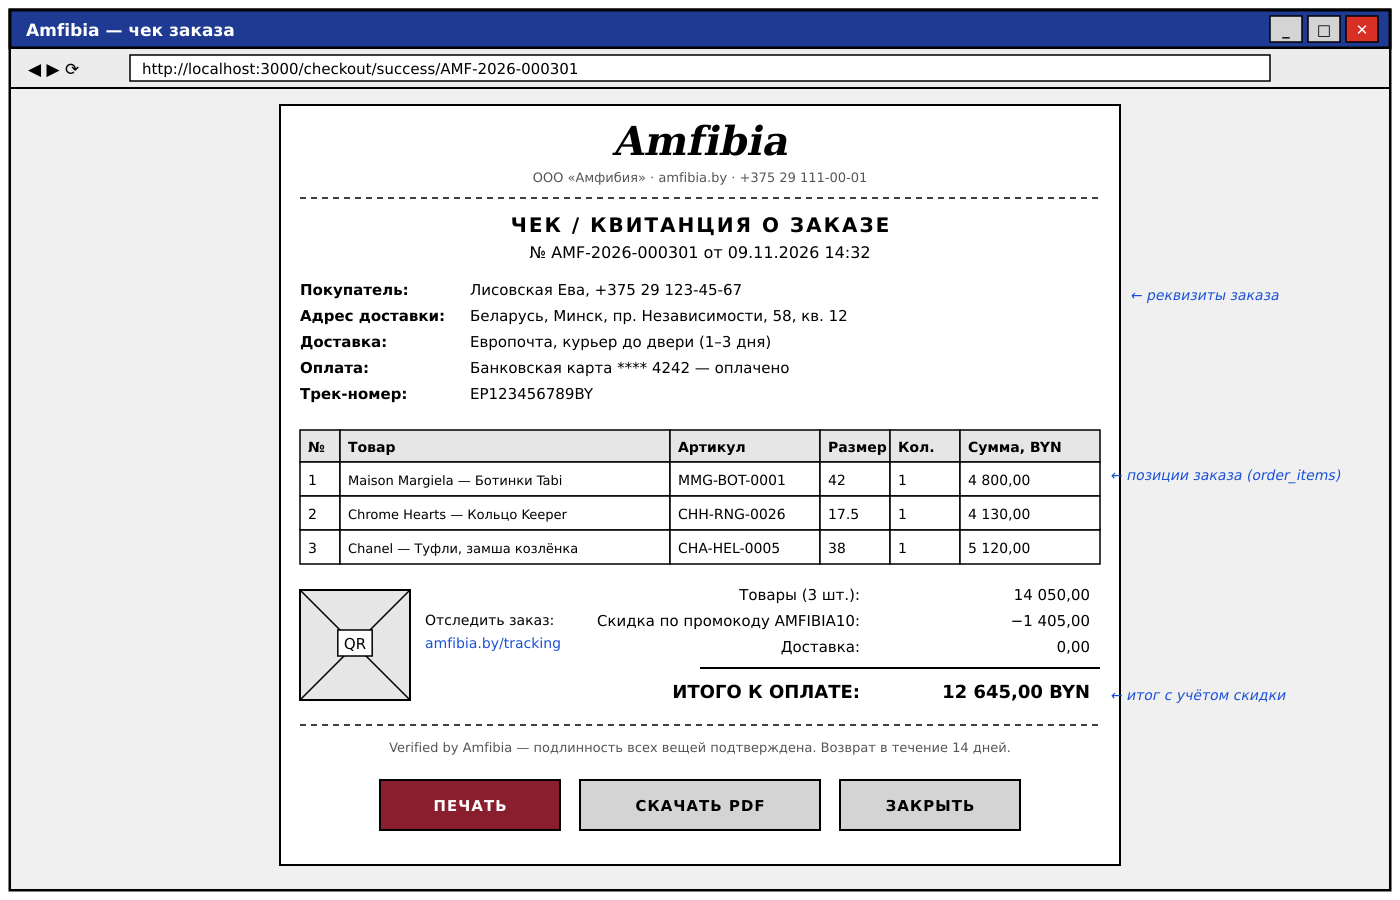 Amfibia — чек заказа
_ □ ✕
◀ ▶ ⟳ http://localhost:3000/checkout/success/AMF-2026-000301
Amfibia
ООО «Амфибия» · amfibia.by · +375 29 111-00-01
ЧЕК / КВИТАНЦИЯ О ЗАКАЗЕ
№ AMF-2026-000301 от 09.11.2026 14:32
Покупатель: Лисовская Ева, +375 29 123-45-67
← реквизиты заказа
Адрес доставки: Беларусь, Минск, пр. Независимости, 58, кв. 12
Доставка: Европочта, курьер до двери (1–3 дня)
Оплата: Банковская карта **** 4242 — оплачено
Трек-номер: EP123456789BY
№ Товар Артикул Размер Кол. Сумма, BYN
1 Maison Margiela — Ботинки Tabi MMG-BOT-0001 42 1 4 800,00
← позиции заказа (order_items)
2 Chrome Hearts — Кольцо Keeper CHH-RNG-0026 17.5 1 4 130,00
3 Chanel — Туфли, замша козлёнка CHA-HEL-0005 38 1 5 120,00
QR
Отследить заказ:
amfibia.by/tracking
Товары (3 шт.): 14 050,00
Скидка по промокоду AMFIBIA10: −1 405,00
Доставка: 0,00
ИТОГО К ОПЛАТЕ: 12 645,00 BYN
← итог с учётом скидки
Verified by Amfibia — подлинность всех вещей подтверждена. Возврат в течение 14 дней.
ПЕЧАТЬ СКАЧАТЬ PDF ЗАКРЫТЬ